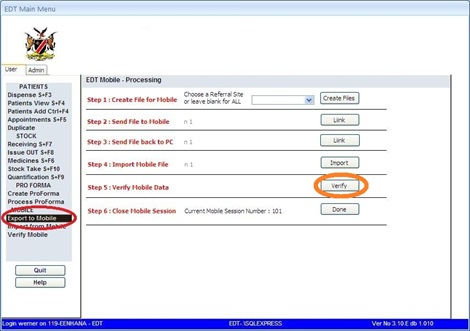 EDT Main Menu
User Admin
PATIENTS
Dispense S+F3
Patients View S+F4
Patients Add Ctrl+F4
Appointments S+F5
Duplicate
STOCK
Receiving S+F7
Issue OUT S+F8
Medicines S+F6
Stock Take S+F10
Quantification S+F9
PRO FORMA
Create ProForma
Process ProForma
MOBILE
Export to Mobile
Import from Mobile
Verify Mobile
Quit
Help
EDT Mobile - Processing
Step 1 : Create File for Mobile Choose a Referral Site or leave blank for ALL Create Files
Step 2 : Send File to Mobile n 1 Link
Step 3 : Send File back to PC n 1 Link
Step 4 : Import Mobile File n 1 Import
Step 5 : Verify Mobile Data Verify
Step 6 : Close Mobile Session Current Mobile Session Number : 101 Done
Login werner on 119-EENHANA - EDT EDT-.\SQLEXPRESS Ver No 3.10.E db 1.010